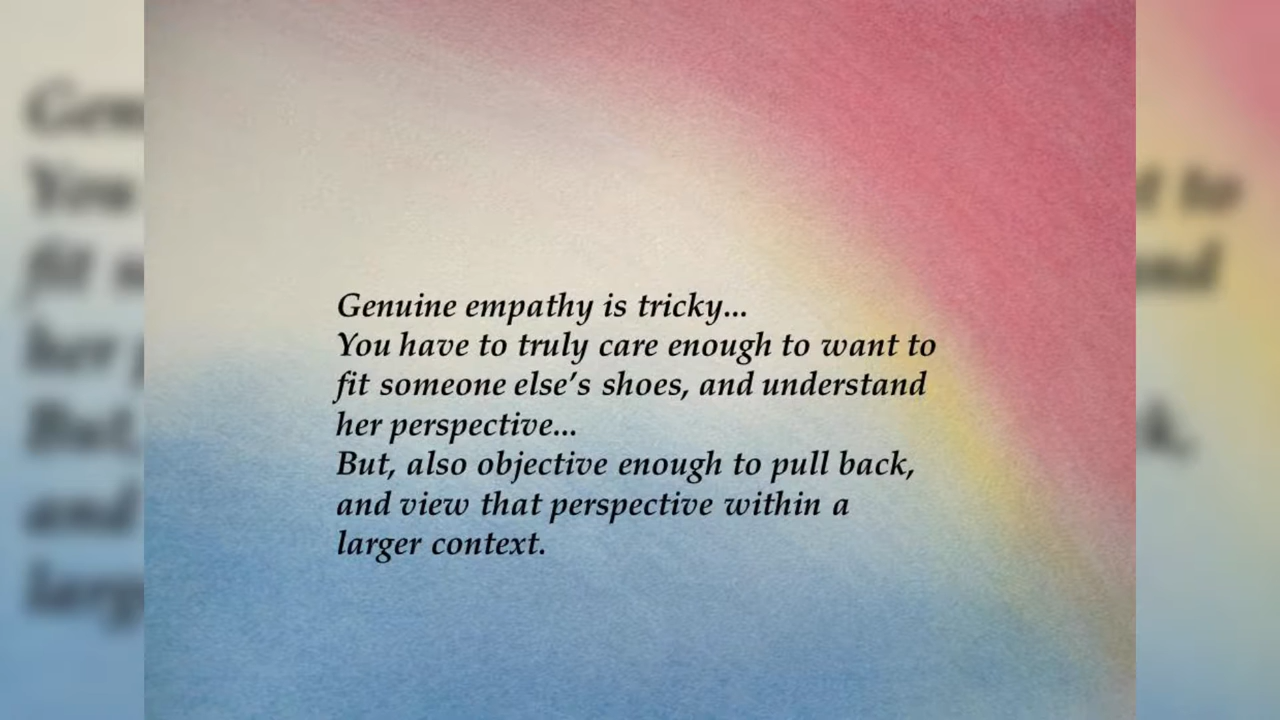 Genuine empathy is tricky...
You have to truly care enough to want to
fit someone else’s shoes, and understand
her perspective...
But, also objective enough to pull back,
and view that perspective within a
larger context.